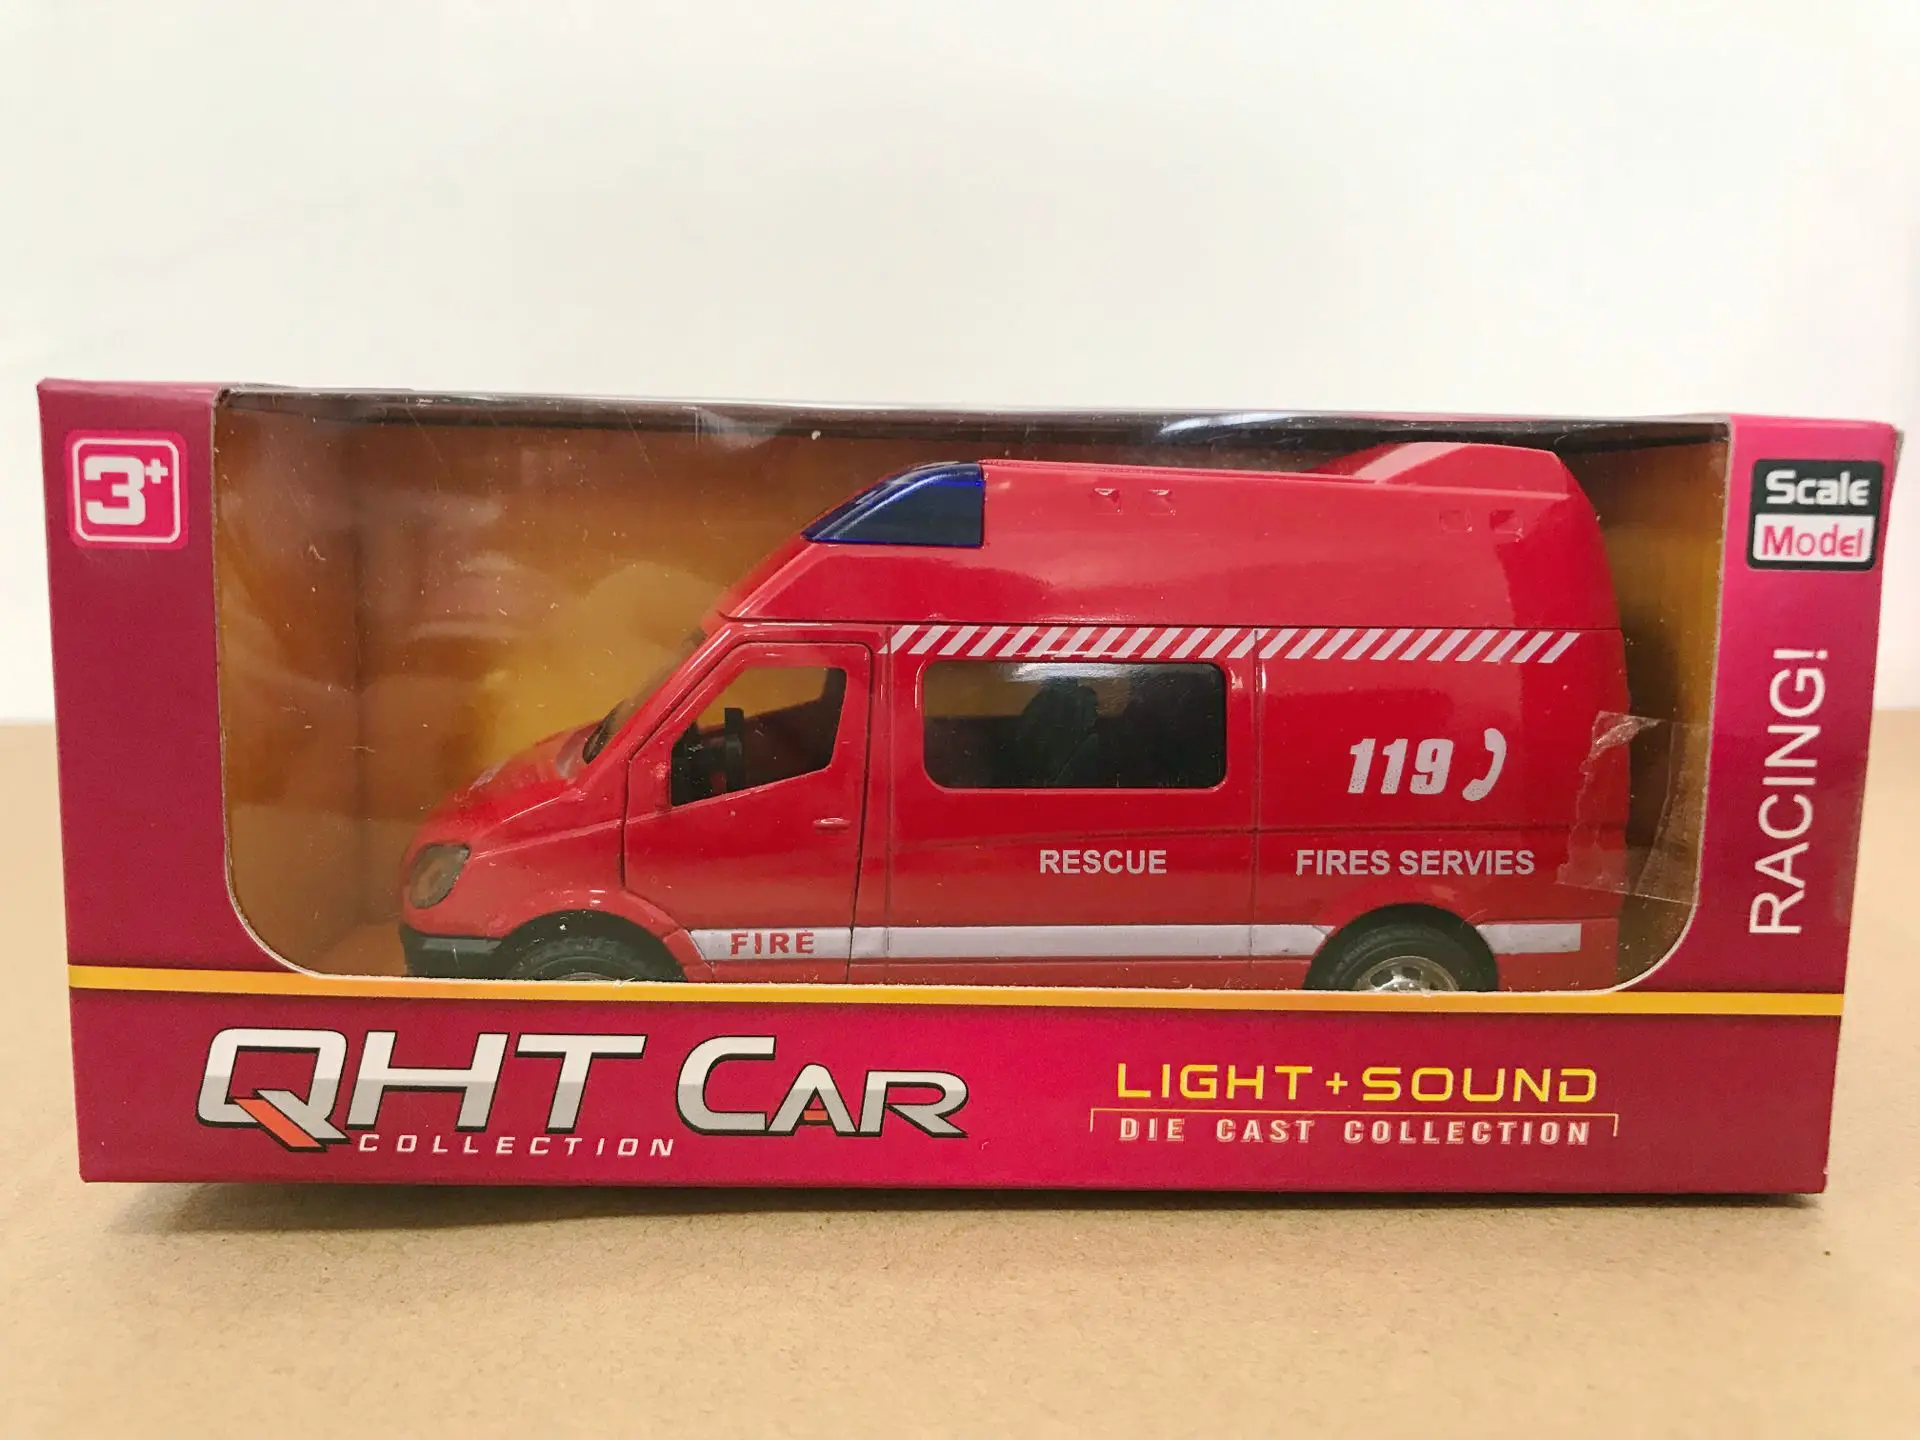 3+
Scale
Model
RACING!
119
RESCUE
FIRES SERVIES
FIRE
QHT CAR
COLLECTION
LIGHT + SOUND
DIE CAST COLLECTION